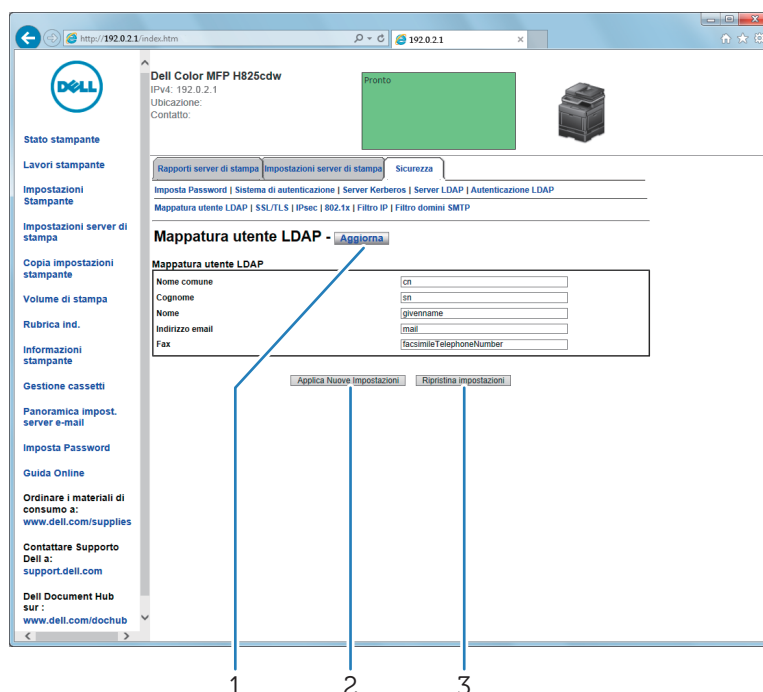 http://192.0.2.1/index.htm
192.0.2.1
DELL
Dell Color MFP H825cdw
IPv4: 192.0.2.1
Ubicazione:
Contatto:
Pronto
Stato stampante
Lavori stampante
Impostazioni
Stampante
Impostazioni server di
stampa
Copia impostazioni
stampante
Volume di stampa
Rubrica ind.
Informazioni
stampante
Gestione cassetti
Panoramica impost.
server e-mail
Imposta Password
Guida Online
Ordinare i materiali di
consumo a:
www.dell.com/supplies
Contattare Supporto
Dell a:
support.dell.com
Dell Document Hub
sur :
www.dell.com/dochub
Rapporti server di stampa Impostazioni server di stampa Sicurezza
Imposta Password | Sistema di autenticazione | Server Kerberos | Server LDAP | Autenticazione LDAP
Mappatura utente LDAP | SSL/TLS | IPsec | 802.1x | Filtro IP | Filtro domini SMTP
Mappatura utente LDAP - Aggiorna
Mappatura utente LDAP
Nome comune cn
Cognome sn
Nome givenname
Indirizzo email mail
Fax facsimileTelephoneNumber
Applica Nuove Impostazioni Ripristina impostazioni
1 2 3